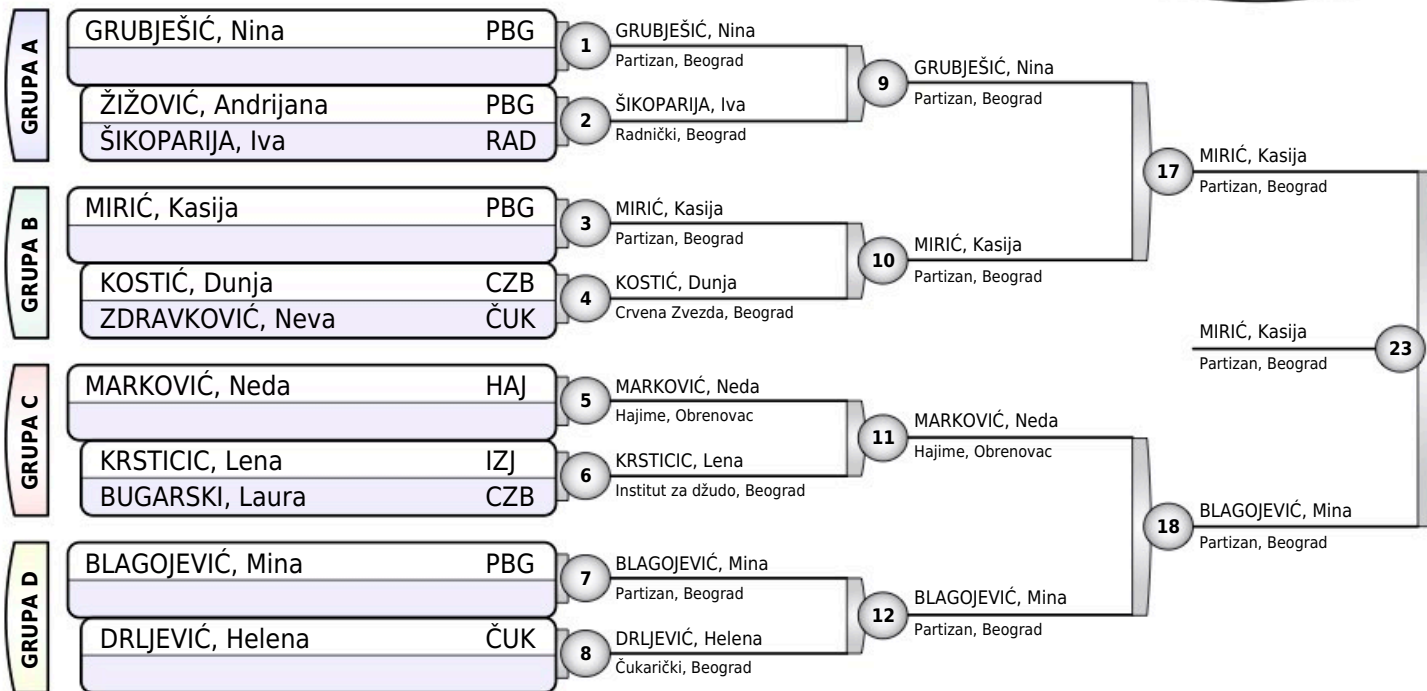 GRUPA A
GRUBJEŠIĆ, Nina PBG
ŽIŽOVIĆ, Andrijana PBG
ŠIKOPARIJA, Iva RAD
GRUPA B
MIRIĆ, Kasija PBG
KOSTIĆ, Dunja CZB
ZDRAVKOVIĆ, Neva ČUK
GRUPA C
MARKOVIĆ, Neda HAJ
KRSTICIC, Lena IZJ
BUGARSKI, Laura CZB
GRUPA D
BLAGOJEVIĆ, Mina PBG
DRLJEVIĆ, Helena ČUK
1
GRUBJEŠIĆ, Nina
Partizan, Beograd
2
ŠIKOPARIJA, Iva
Radnički, Beograd
3
MIRIĆ, Kasija
Partizan, Beograd
4
KOSTIĆ, Dunja
Crvena Zvezda, Beograd
5
MARKOVIĆ, Neda
Hajime, Obrenovac
6
KRSTICIC, Lena
Institut za džudo, Beograd
7
BLAGOJEVIĆ, Mina
Partizan, Beograd
8
DRLJEVIĆ, Helena
Čukarički, Beograd
9
GRUBJEŠIĆ, Nina
Partizan, Beograd
10
MIRIĆ, Kasija
Partizan, Beograd
11
MARKOVIĆ, Neda
Hajime, Obrenovac
12
BLAGOJEVIĆ, Mina
Partizan, Beograd
17
MIRIĆ, Kasija
Partizan, Beograd
MIRIĆ, Kasija
Partizan, Beograd
23
18
BLAGOJEVIĆ, Mina
Partizan, Beograd